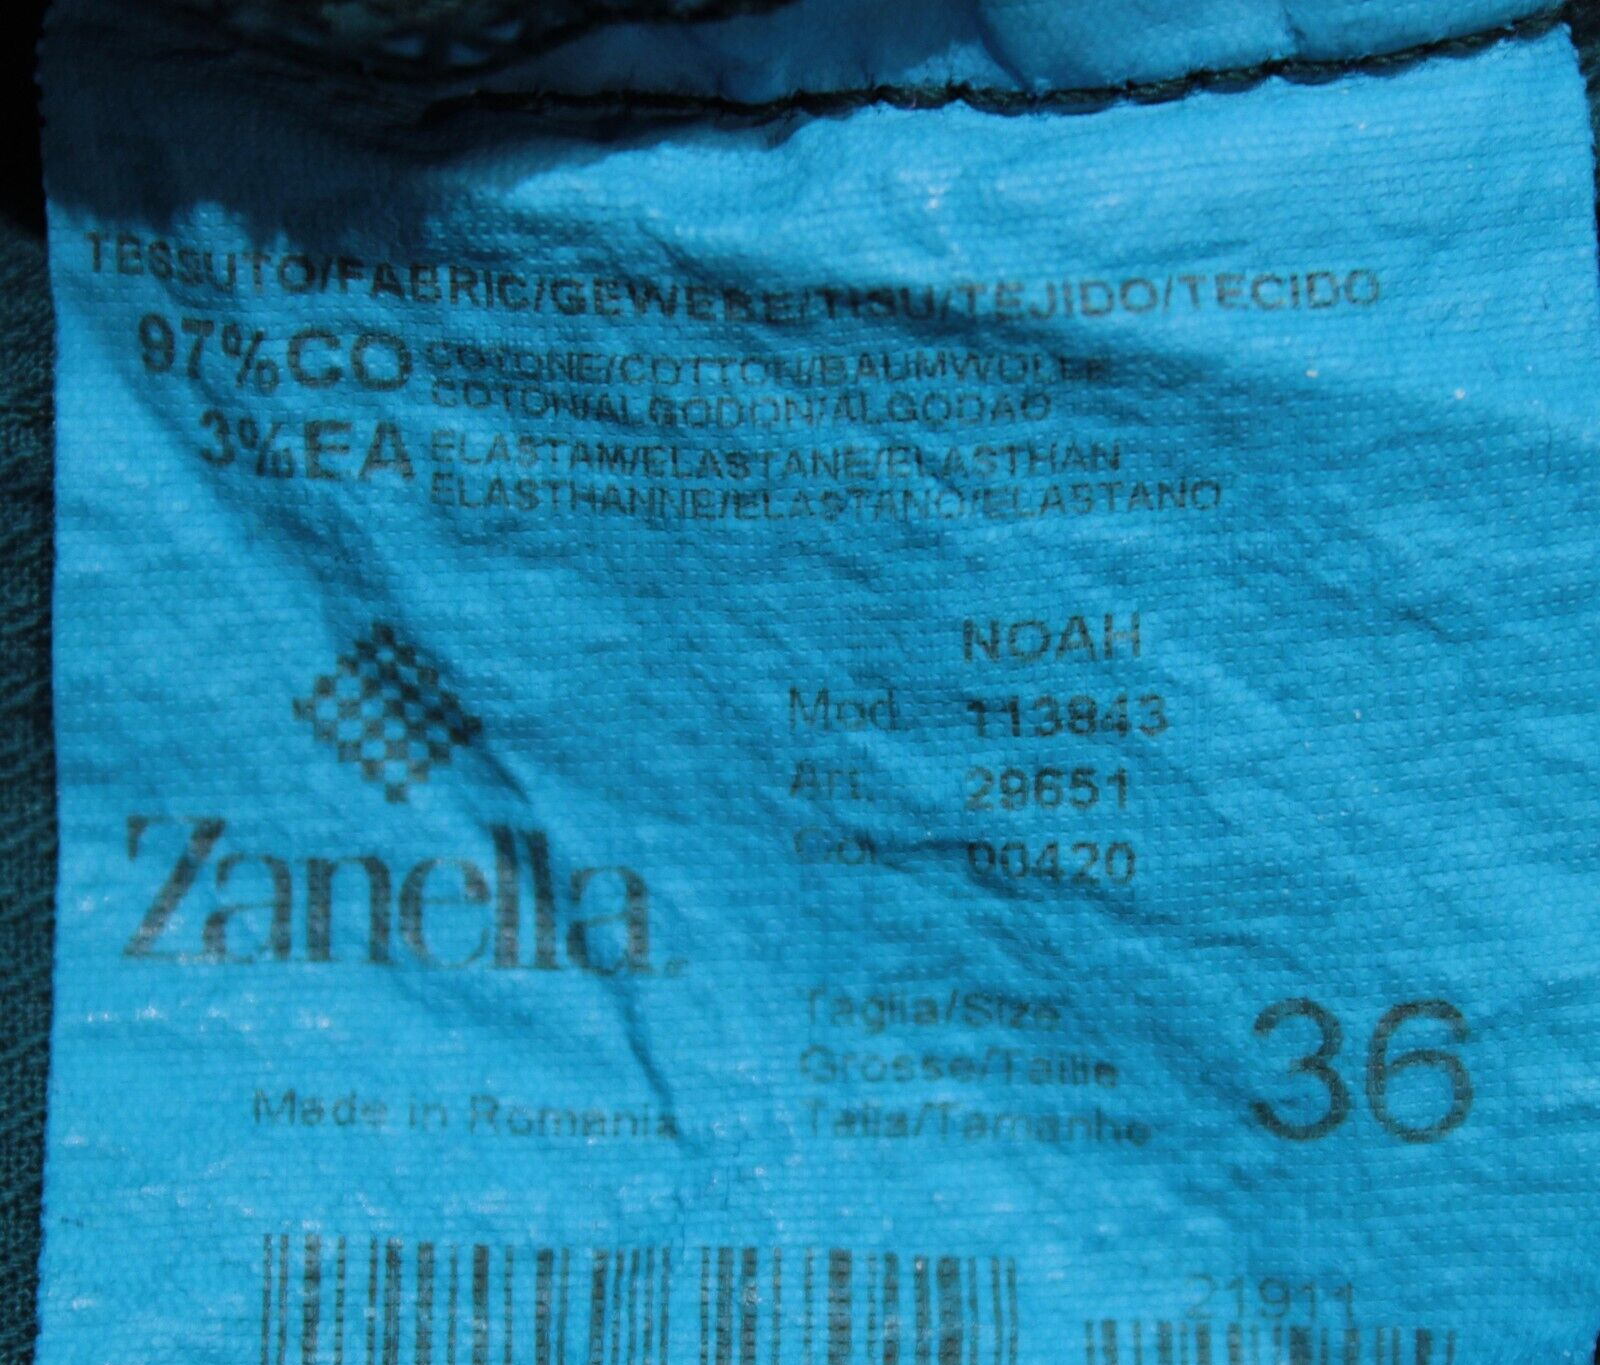 TESSUTO/FABRIC/GEWEBE/TISU/TEJIDO/TECIDO
97%CO COTONE/COTTON/BAUMWOLLE
COTON/ALGODON/ALGODAO
3%EA ELASTAM/ELASTANE/ELASTHAN
ELASTHANNE/ELASTANO/ELASTANO
NOAH
Mod. 113843
Art. 29651
Col. 00420
Zanella
Made in Romania
Taglia/Size
Grosse/Taille
Talla/Tamanho
36
21911